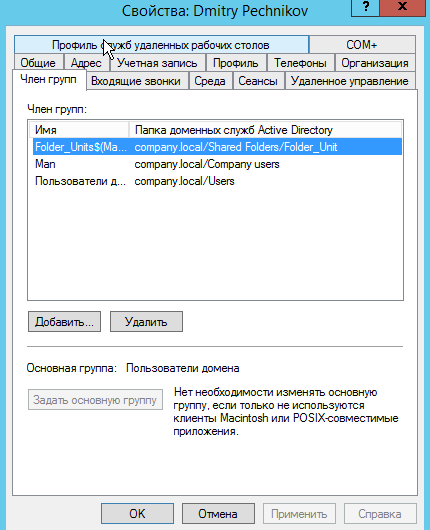 Свойства: Dmitry Pechnikov
? x
Профиль служб удаленных рабочих столов COM+
Общие Адрес Учетная запись Профиль Телефоны Организация
Член групп Входящие звонки Среда Сеансы Удаленное управление
Член групп:
Имя Папка доменных служб Active Directory
Folder_Units$(Ma... company.local/Shared Folders/Folder_Unit
Man company.local/Company users
Пользователи д... company.local/Users
Добавить... Удалить
Основная группа: Пользователи домена
Задать основную группу
Нет необходимости изменять основную
группу, если только не используются
клиенты Macintosh или POSIX-совместимые
приложения.
OK Отмена Применить Справка